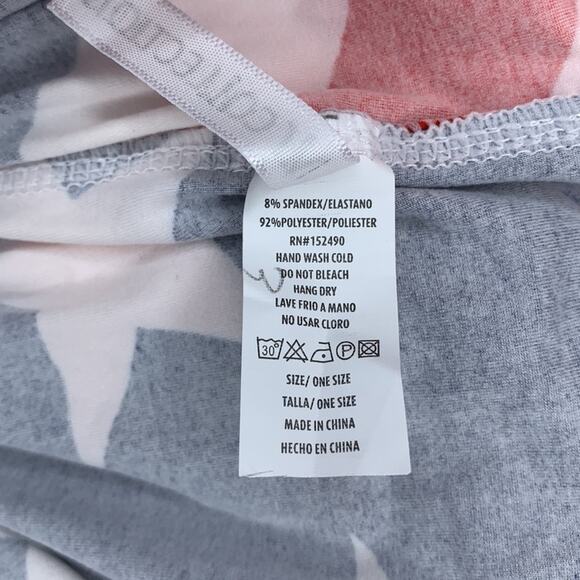 8% SPANDEX/ELASTANO
92%POLYESTER/POLIESTER
RN#152490
HAND WASH COLD
DO NOT BLEACH
HANG DRY
LAVE FRIO A MANO
NO USAR CLORO
30° P
SIZE/ ONE SIZE
TALLA/ ONE SIZE
MADE IN CHINA
HECHO EN CHINA